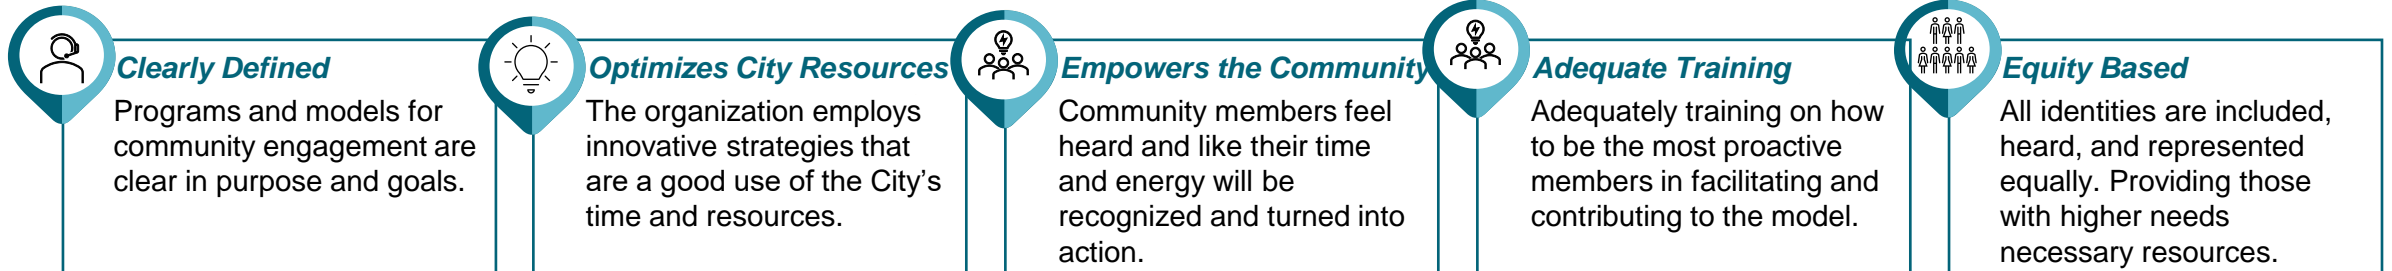 Clearly Defined
Programs and models for
community engagement are
clear in purpose and goals.
Optimizes City Resources
The organization employs
innovative strategies that
are a good use of the City’s
time and resources.
Empowers the Community
Community members feel
heard and like their time
and energy will be
recognized and turned into
action.
Adequate Training
Adequately training on how
to be the most proactive
members in facilitating and
contributing to the model.
Equity Based
All identities are included,
heard, and represented
equally. Providing those
with higher needs
necessary resources.